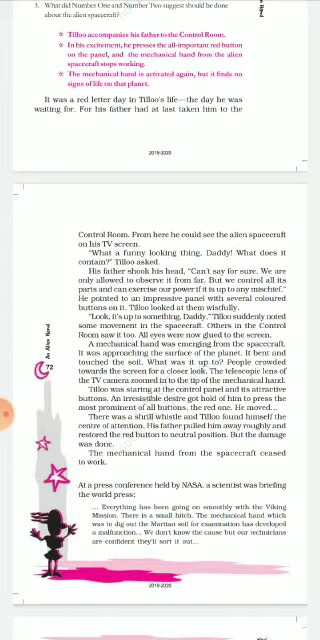 3. What did Number One and Number Two suggest should be done
about the alien spacecraft?
☆ Tilloo accompanies his father to the Control Room.
☆ In his excitement, he presses the all-important red button
on the panel, and the mechanical hand from the alien
spacecraft stops working.
☆ The mechanical hand is activated again, but it finds no
signs of life on that planet.
It was a red letter day in Tilloo's life—the day he was
waiting for. For his father had at last taken him to the
2019-2020
Control Room. From here he could see the alien spacecraft
on his TV screen.
“What a funny looking thing, Daddy! What does it
contain?” Tilloo asked.
His father shook his head, “Can't say for sure. We are
only allowed to observe it from far. But we control all its
parts and can exercise our power if it is up to any mischief.”
He pointed to an impressive panel with several coloured
buttons on it. Tilloo looked at them wistfully.
“Look, it's up to something, Daddy.” Tilloo suddenly noted
some movement in the spacecraft. Others in the Control
Room saw it too. All eyes were now glued to the screen.
A mechanical hand was emerging from the spacecraft.
It was approaching the surface of the planet. It bent and
touched the soil. What was it up to? People crowded
towards the screen for a closer look. The telescopic lens of
the TV camera zoomed in to the tip of the mechanical hand.
Tilloo was staring at the control panel and its attractive
buttons. An irresistible desire got hold of him to press the
most prominent of all buttons, the red one. He moved...
There was a shrill whistle and Tilloo found himself the
centre of attention. His father pulled him away roughly and
restored the red button to neutral position. But the damage
was done.
The mechanical hand from the spacecraft ceased
to work.
An Alien Hand
72
At a press conference held by NASA, a scientist was briefing
the world press:
... Everything has been going on smoothly with the Viking
Mission. There is a small hitch. The mechanical hand which
was to dig out the Martian soil for examination has developed
a malfunction... We don't know the cause but our technicians
are confident they'll sort it out...
2019-2020